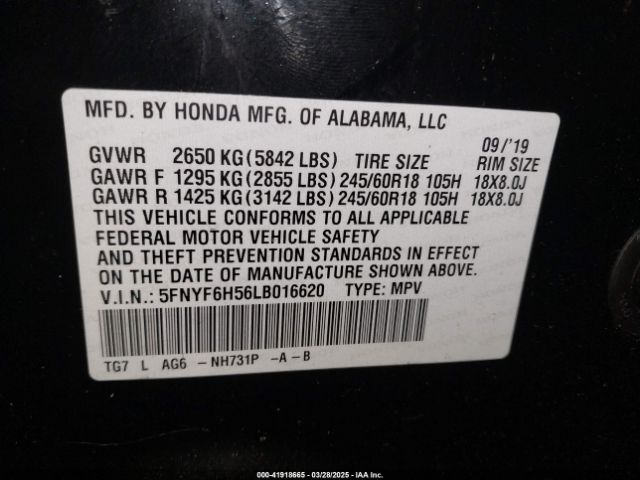 MFD. BY HONDA MFG. OF ALABAMA, LLC
09/'19
GVWR 2650 KG (5842 LBS) TIRE SIZE RIM SIZE
GAWR F 1295 KG (2855 LBS) 245/60R18 105H 18X8.0J
GAWR R 1425 KG (3142 LBS) 245/60R18 105H 18X8.0J
THIS VEHICLE CONFORMS TO ALL APPLICABLE
FEDERAL MOTOR VEHICLE SAFETY
AND THEFT PREVENTION STANDARDS IN EFFECT
ON THE DATE OF MANUFACTURE SHOWN ABOVE.
V.I.N.: 5FNYF6H56LB016620 TYPE: MPV
TG7 L AG6 -NH731P -A-B
000-41918665 - 03/28/2025 - IAA Inc.